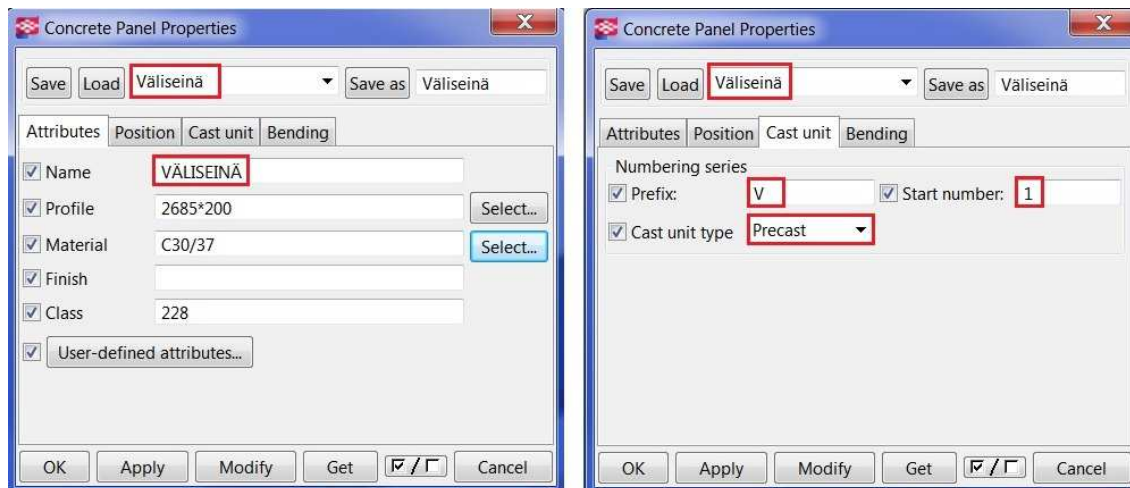 Concrete Panel Properties
Save Load Väliseinä Save as Väliseinä
Attributes Position Cast unit Bending
Name VÄLISEINÄ
Profile 2685*200 Select...
Material C30/37 Select...
Finish
Class 228
User-defined attributes...
OK Apply Modify Get / Cancel
Concrete Panel Properties
Save Load Väliseinä Save as Väliseinä
Attributes Position Cast unit Bending
Numbering series
Prefix: V Start number: 1
Cast unit type Precast
OK Apply Modify Get / Cancel